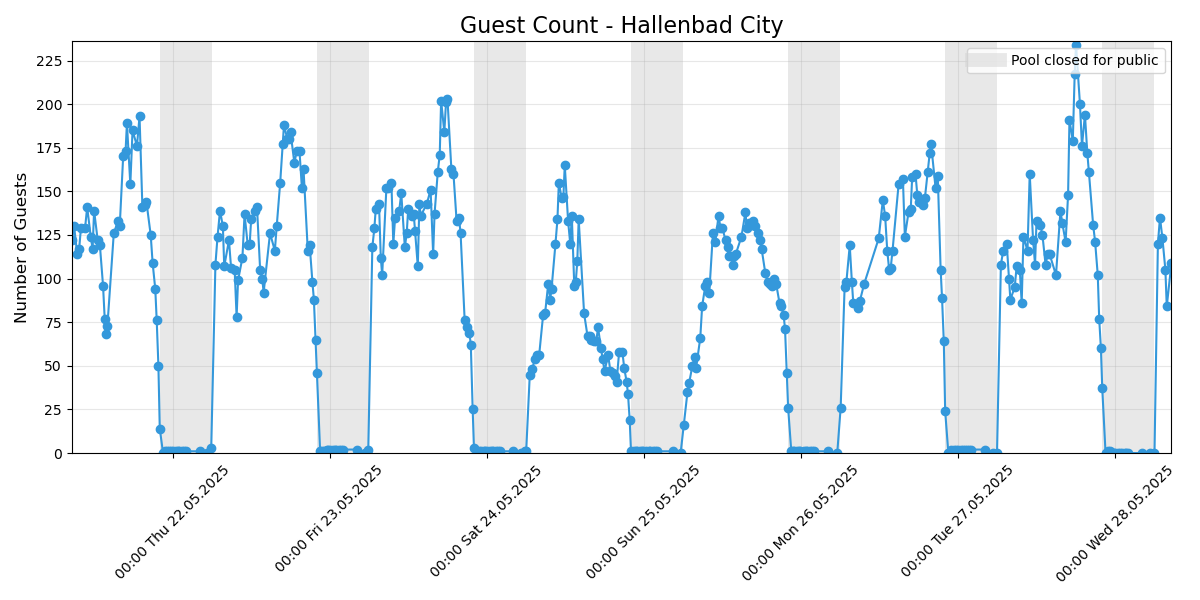 Guest Count - Hallenbad City
Pool closed for public
Number of Guests
225
200
175
150
125
100
75
50
25
0
00:00 Thu 22.05.2025
00:00 Fri 23.05.2025
00:00 Sat 24.05.2025
00:00 Sun 25.05.2025
00:00 Mon 26.05.2025
00:00 Tue 27.05.2025
00:00 Wed 28.05.2025